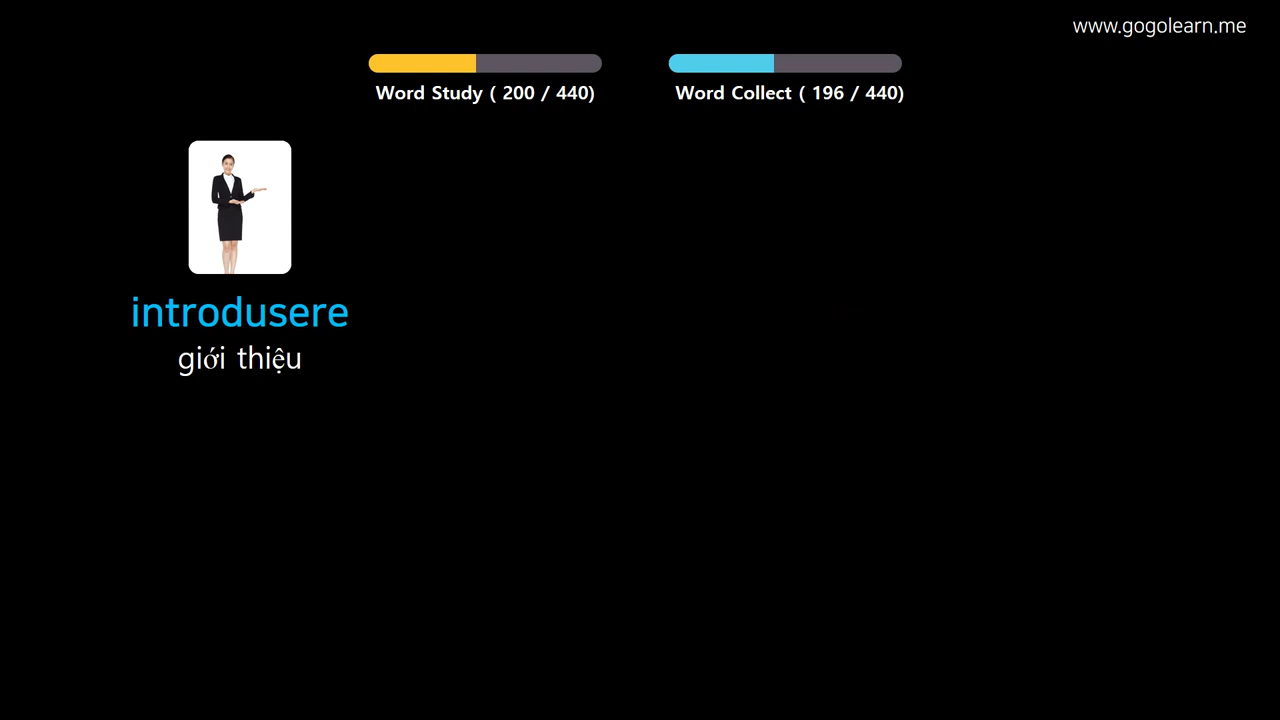 www.gogolearn.me
Word Study ( 200 / 440)
Word Collect ( 196 / 440)
introdusere
giới thiệu